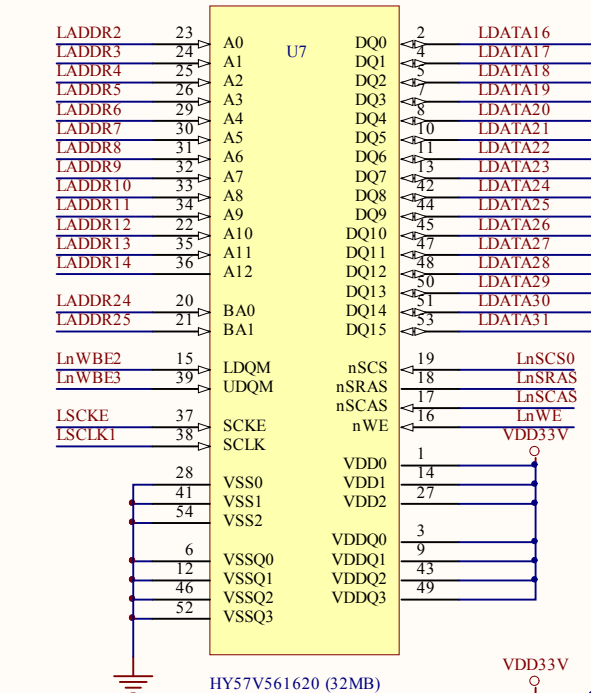 LADDR2 23 A0 U7 DQ0 2 LDATA16
LADDR3 24 A1 DQ1 4 LDATA17
LADDR4 25 A2 DQ2 5 LDATA18
LADDR5 26 A3 DQ3 7 LDATA19
LADDR6 29 A4 DQ4 8 LDATA20
LADDR7 30 A5 DQ5 10 LDATA21
LADDR8 31 A6 DQ6 11 LDATA22
LADDR9 32 A7 DQ7 13 LDATA23
LADDR10 33 A8 DQ8 42 LDATA24
LADDR11 34 A9 DQ9 44 LDATA25
LADDR12 22 A10 DQ10 45 LDATA26
LADDR13 35 A11 DQ11 47 LDATA27
LADDR14 36 A12 DQ12 48 LDATA28
DQ13 50 LDATA29
LADDR24 20 BA0 DQ14 51 LDATA30
LADDR25 21 BA1 DQ15 53 LDATA31
LnWBE2 15 LDQM nSCS 19 LnSCS0
LnWBE3 39 UDQM nSRAS 18 LnSRAS
nSCAS 17 LnSCAS
LSCKE 37 SCKE nWE 16 LnWE
LSCLK1 38 SCLK VDD33V
VDD0 1
28 VSS0 VDD1 14
41 VSS1 VDD2 27
54 VSS2
VDDQ0 3
6 VSSQ0 VDDQ1 9
12 VSSQ1 VDDQ2 43
46 VSSQ2 VDDQ3 49
52 VSSQ3
VDD33V
HY57V561620 (32MB)